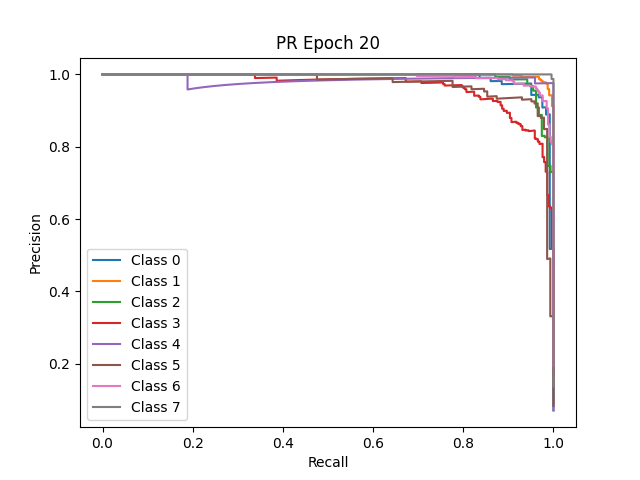 PR Epoch 20
1.0
0.8
0.6
0.4
0.2
Precision
Class 0
Class 1
Class 2
Class 3
Class 4
Class 5
Class 6
Class 7
0.0 0.2 0.4 0.6 0.8 1.0
Recall